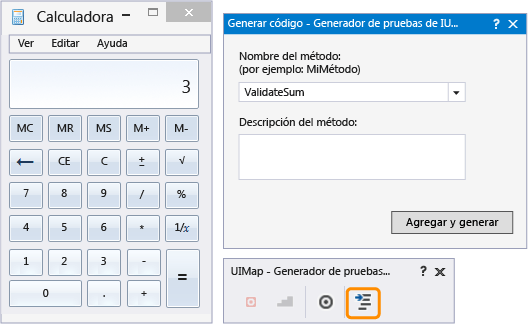 Calculadora
Ver Editar Ayuda
3
MC MR MS M+ M-
← CE C ± √
7 8 9 / %
4 5 6 * 1/x
1 2 3 - =
0 . +
Generar código - Generador de pruebas de IU... ?
Nombre del método:
(por ejemplo: MiMétodo)
ValidateSum
Descripción del método:
Agregar y generar
UIMap - Generador de pruebas... ?